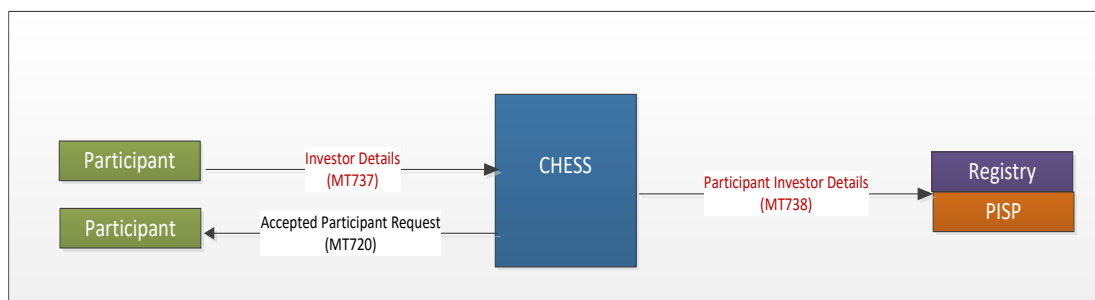 Participant
Investor Details
(MT737)
CHESS
Participant Investor Details
(MT738)
Registry
PISP
Participant
Accepted Participant Request
(MT720)